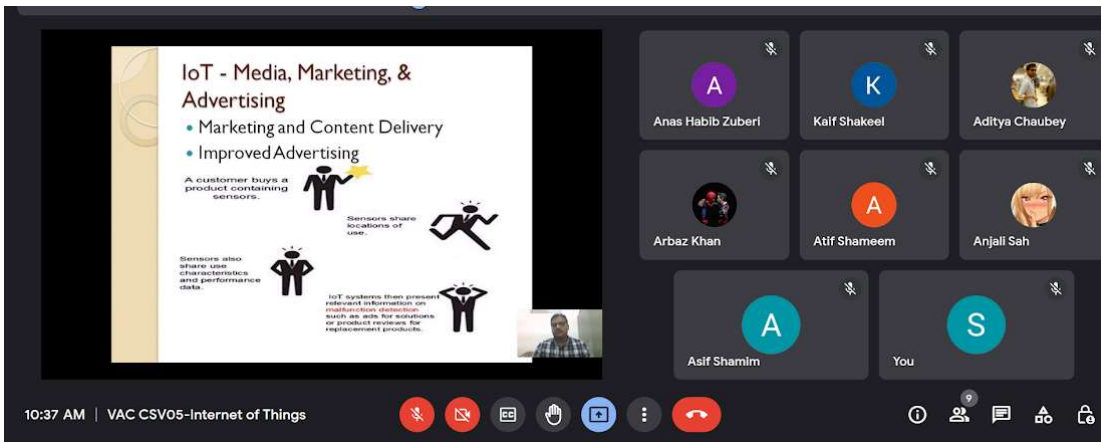 IoT - Media, Marketing, &
Advertising
• Marketing and Content Delivery
• Improved Advertising
A customer buys a
product containing
sensors.
Sensors share
locations of
use.
Sensors also
share use
characteristics
and performance
data.
IoT systems then present
relevant information on
malfunction detection
such as ads for solutions
or product reviews for
replacement products.
A
Anas Habib Zuberi
K
Kaif Shakeel
Aditya Chaubey
Arbaz Khan
A
Atif Shameem
Anjali Sah
A
Asif Shamim
S
You
10:37 AM | VAC CSV05-Internet of Things
CC
9